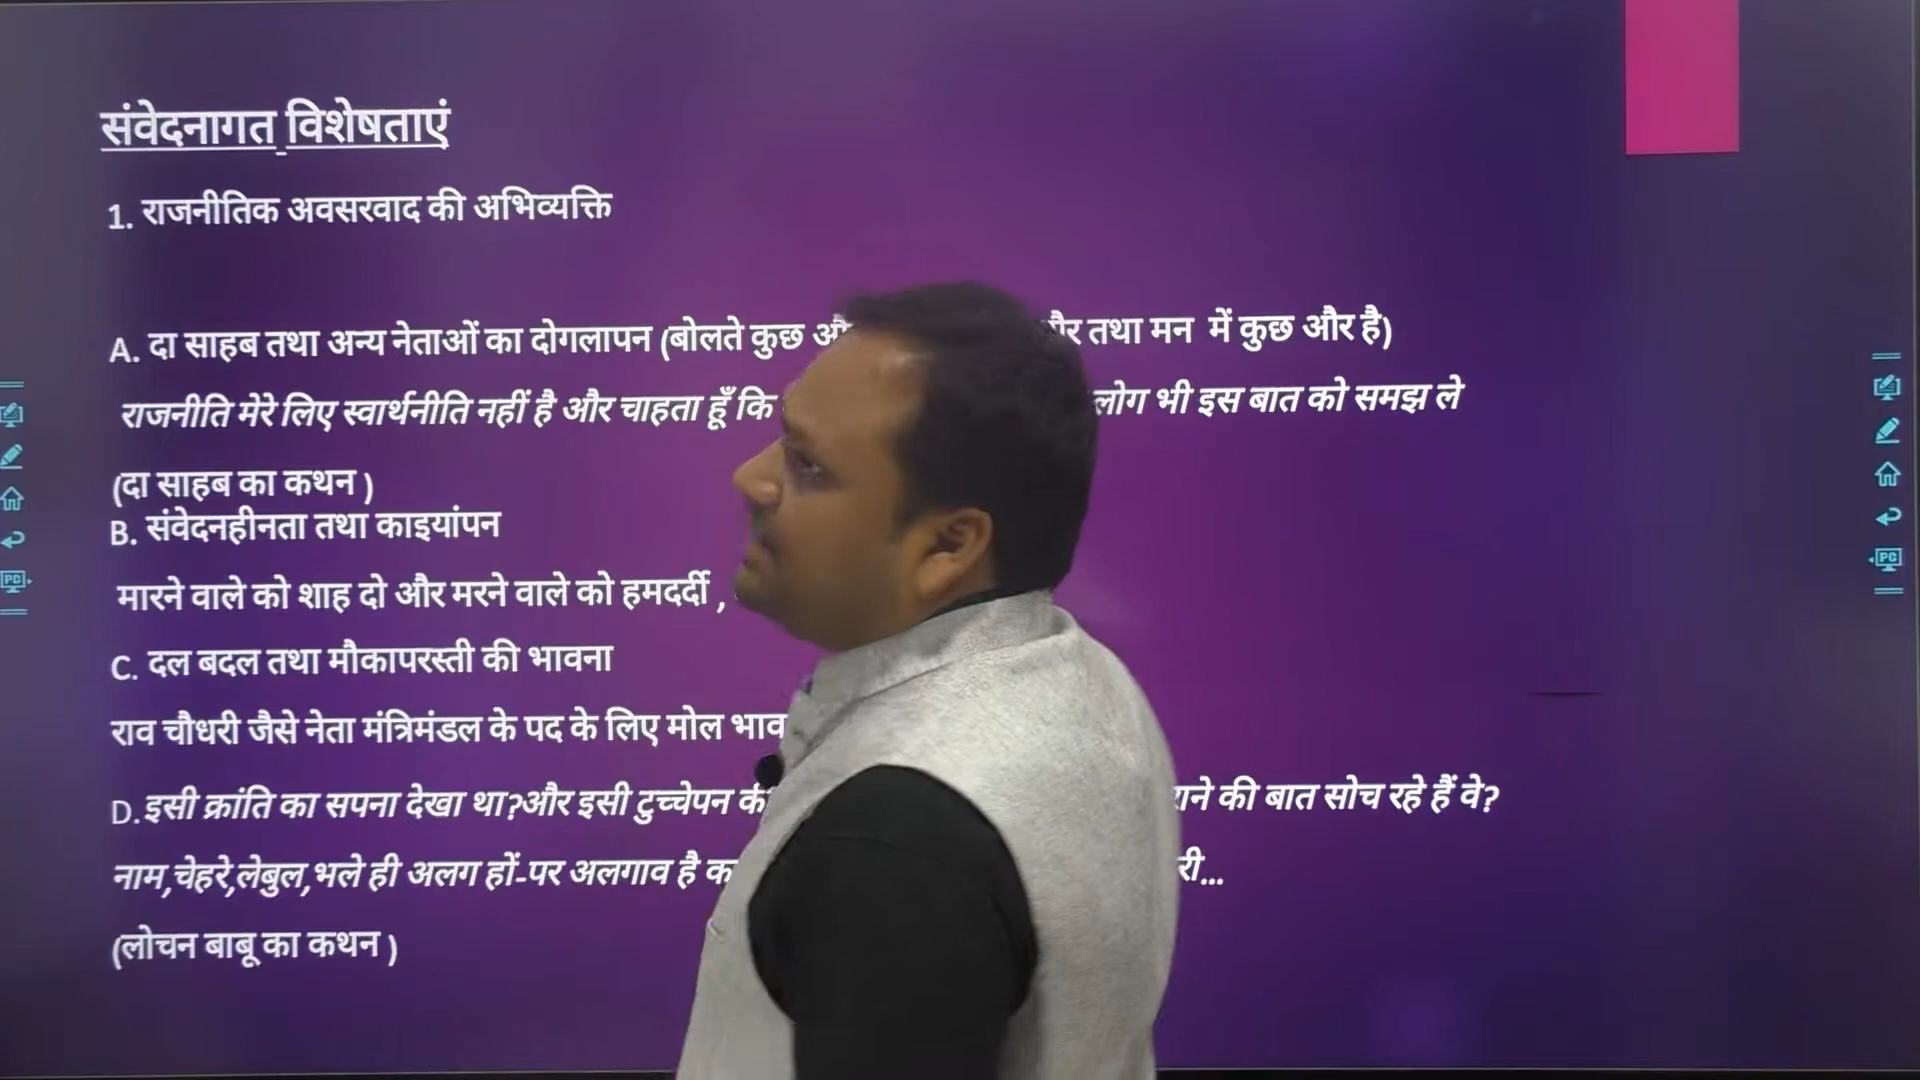 संवेदनागत विशेषताएं
1. राजनीतिक अवसरवाद की अभिव्यक्ति
A. दा साहब तथा अन्य नेताओं का दोगलापन (बोलते कुछ तथा मन में कुछ और है)
राजनीति मेरे लिए स्वार्थनीति नहीं है और चाहता हूँ कि लोग भी इस बात को समझ ले
(दा साहब का कथन )
B. संवेदनहीनता तथा काइयांपन
मारने वाले को शाह दो और मरने वाले को हमदर्दी ,
C. दल बदल तथा मौकापरस्ती की भावना
राव चौधरी जैसे नेता मंत्रिमंडल के पद के लिए मोल भाव
D. इसी क्रांति का सपना देखा था?और इसी टुच्चेपन की बात सोच रहे हैं वे?
नाम,चेहरे,लेबुल,भले ही अलग हों-पर अलगाव है
(लोचन बाबू का कथन )
PC
PC